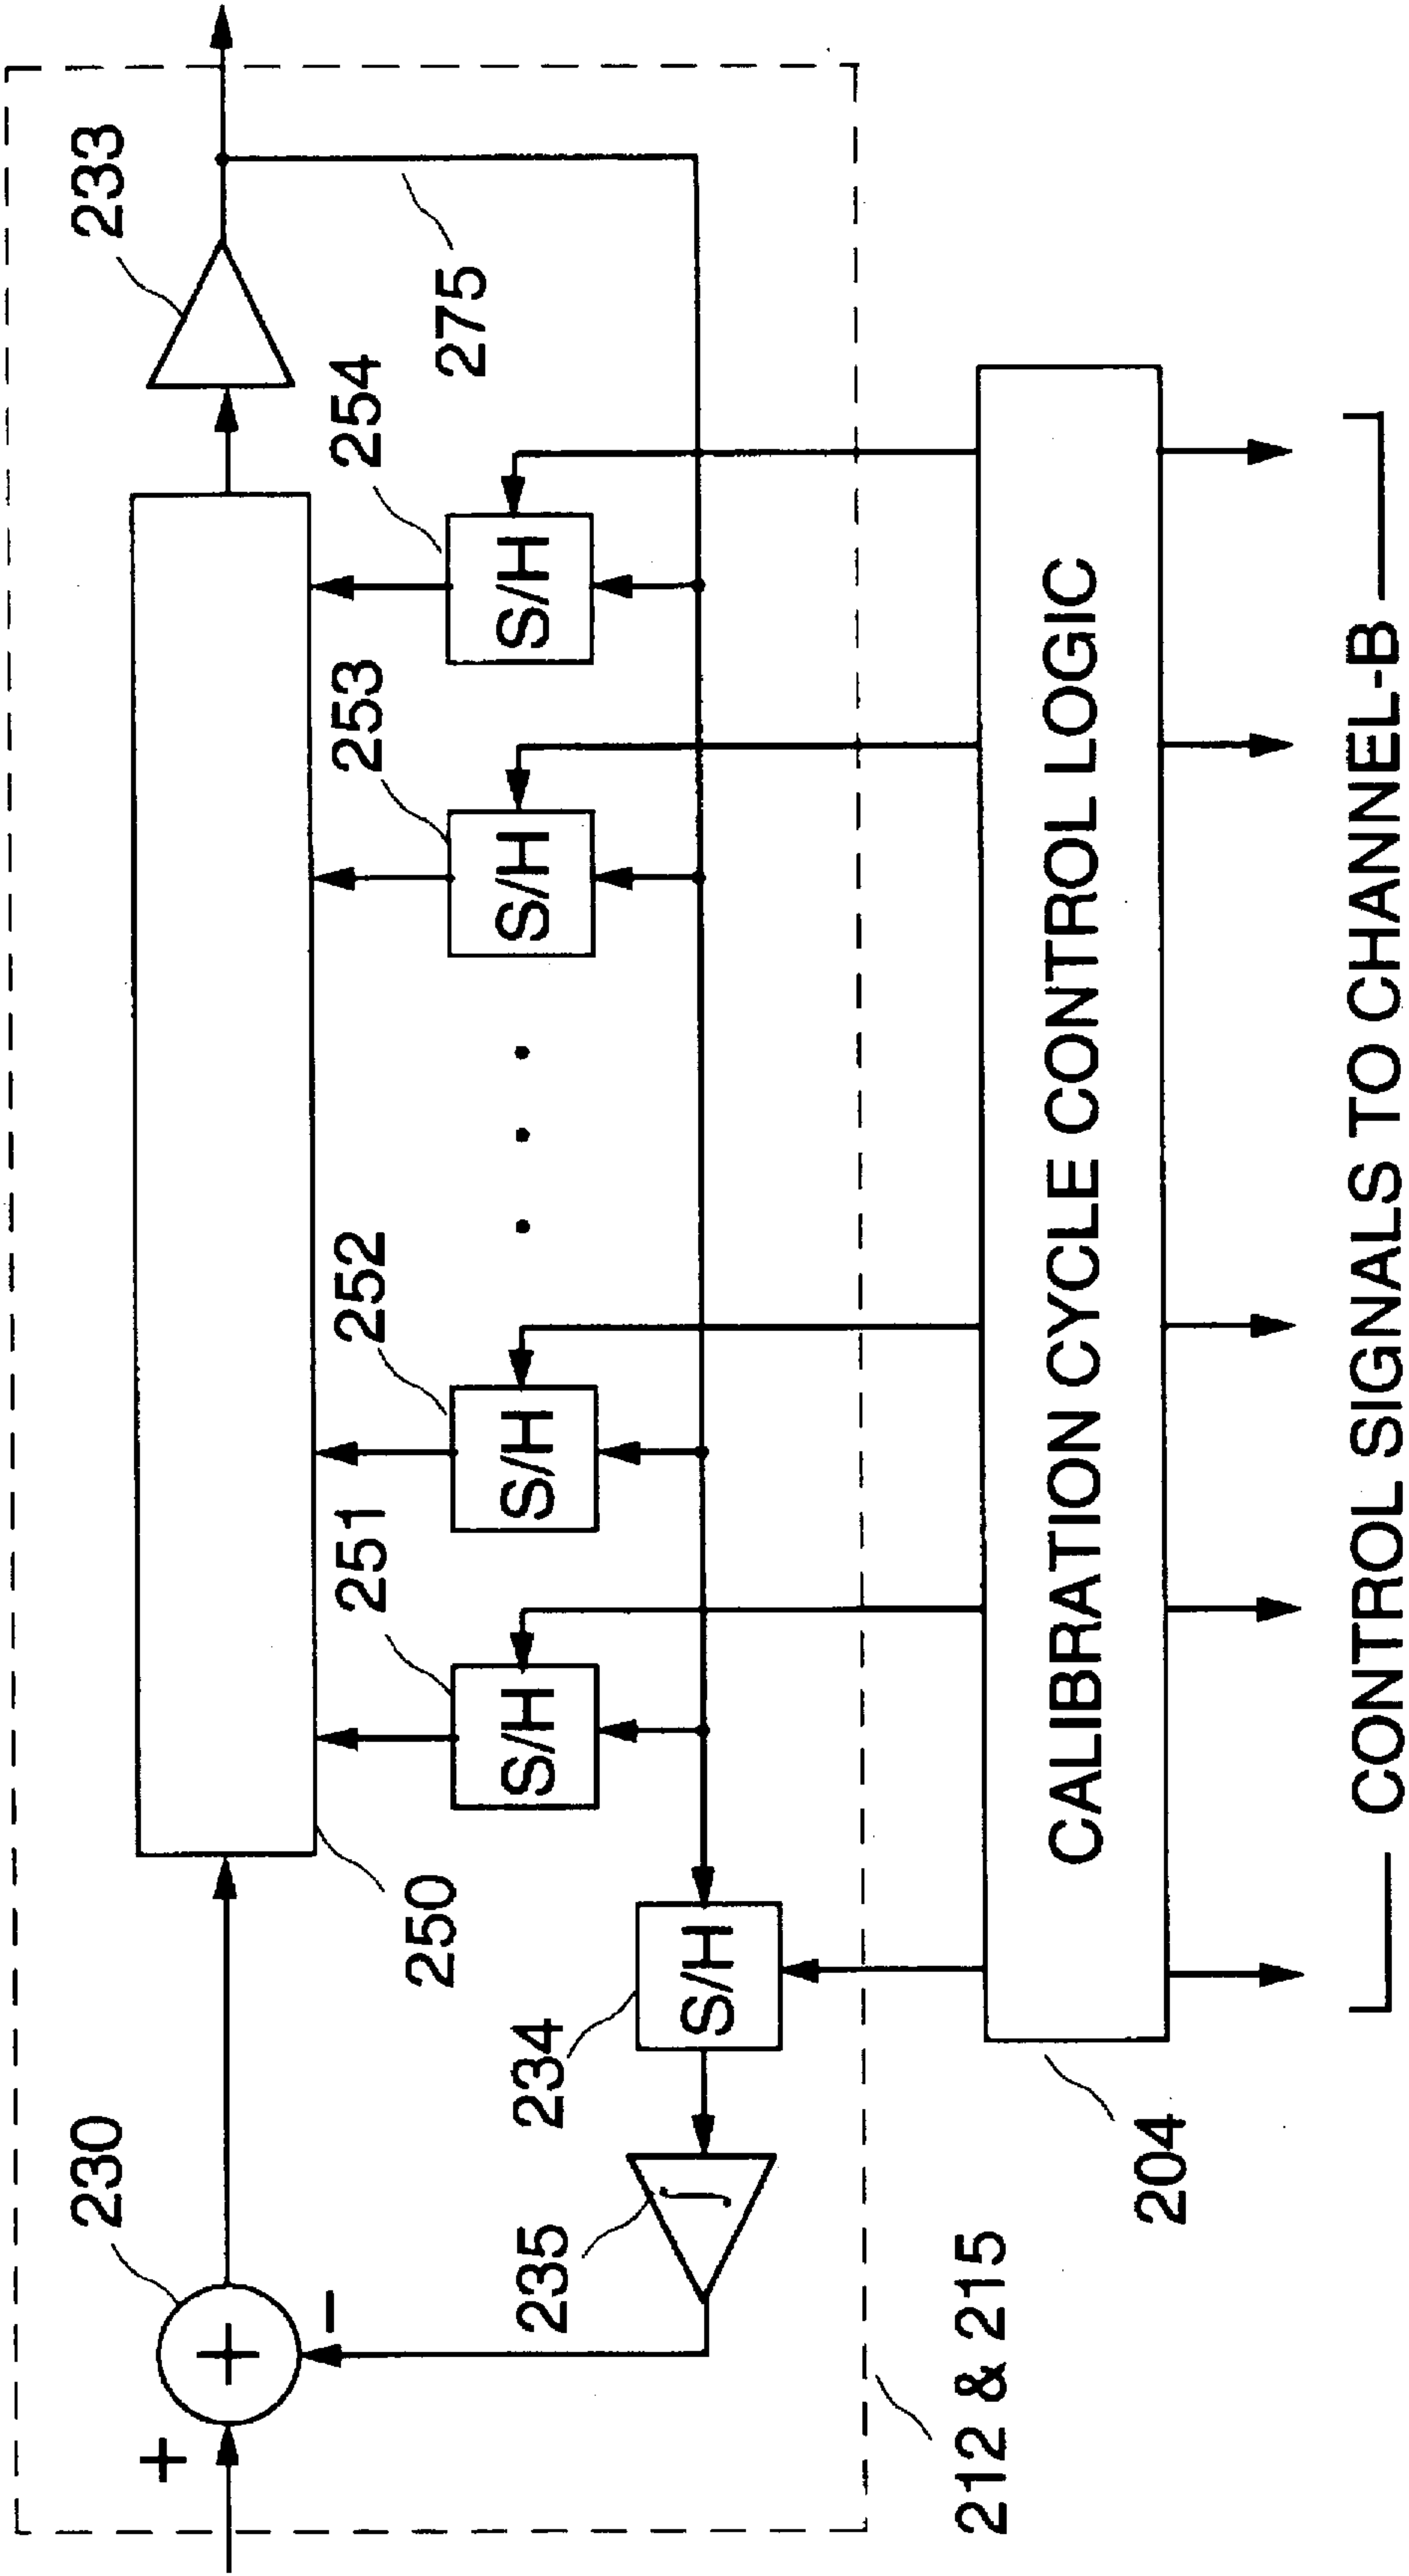 230
233
250
251
252
253
254
S/H
S/H
S/H
S/H
275
+
+
−
235
∫
234
S/H
212 & 215
204
CALIBRATION CYCLE CONTROL LOGIC
CONTROL SIGNALS TO CHANNEL-B